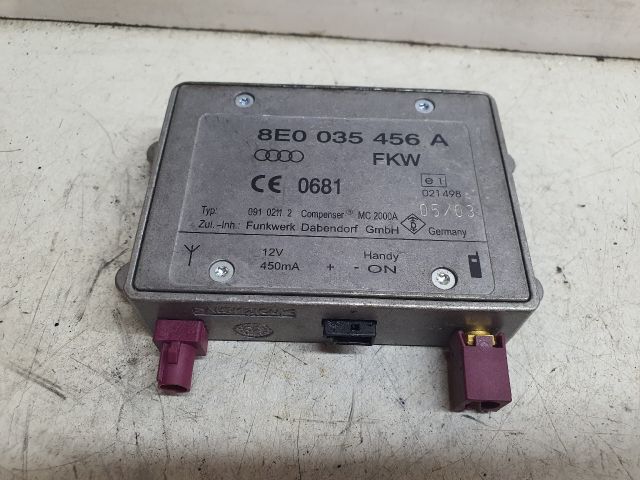 8E0 035 456 A
FKW
CE 0681
e1
021498
05/03
Typ: 091 0211 2 Compenser® MC 2000A
Zul.-Inh: Funkwerk Dabendorf GmbH Germany
12V Handy
450mA + - ON